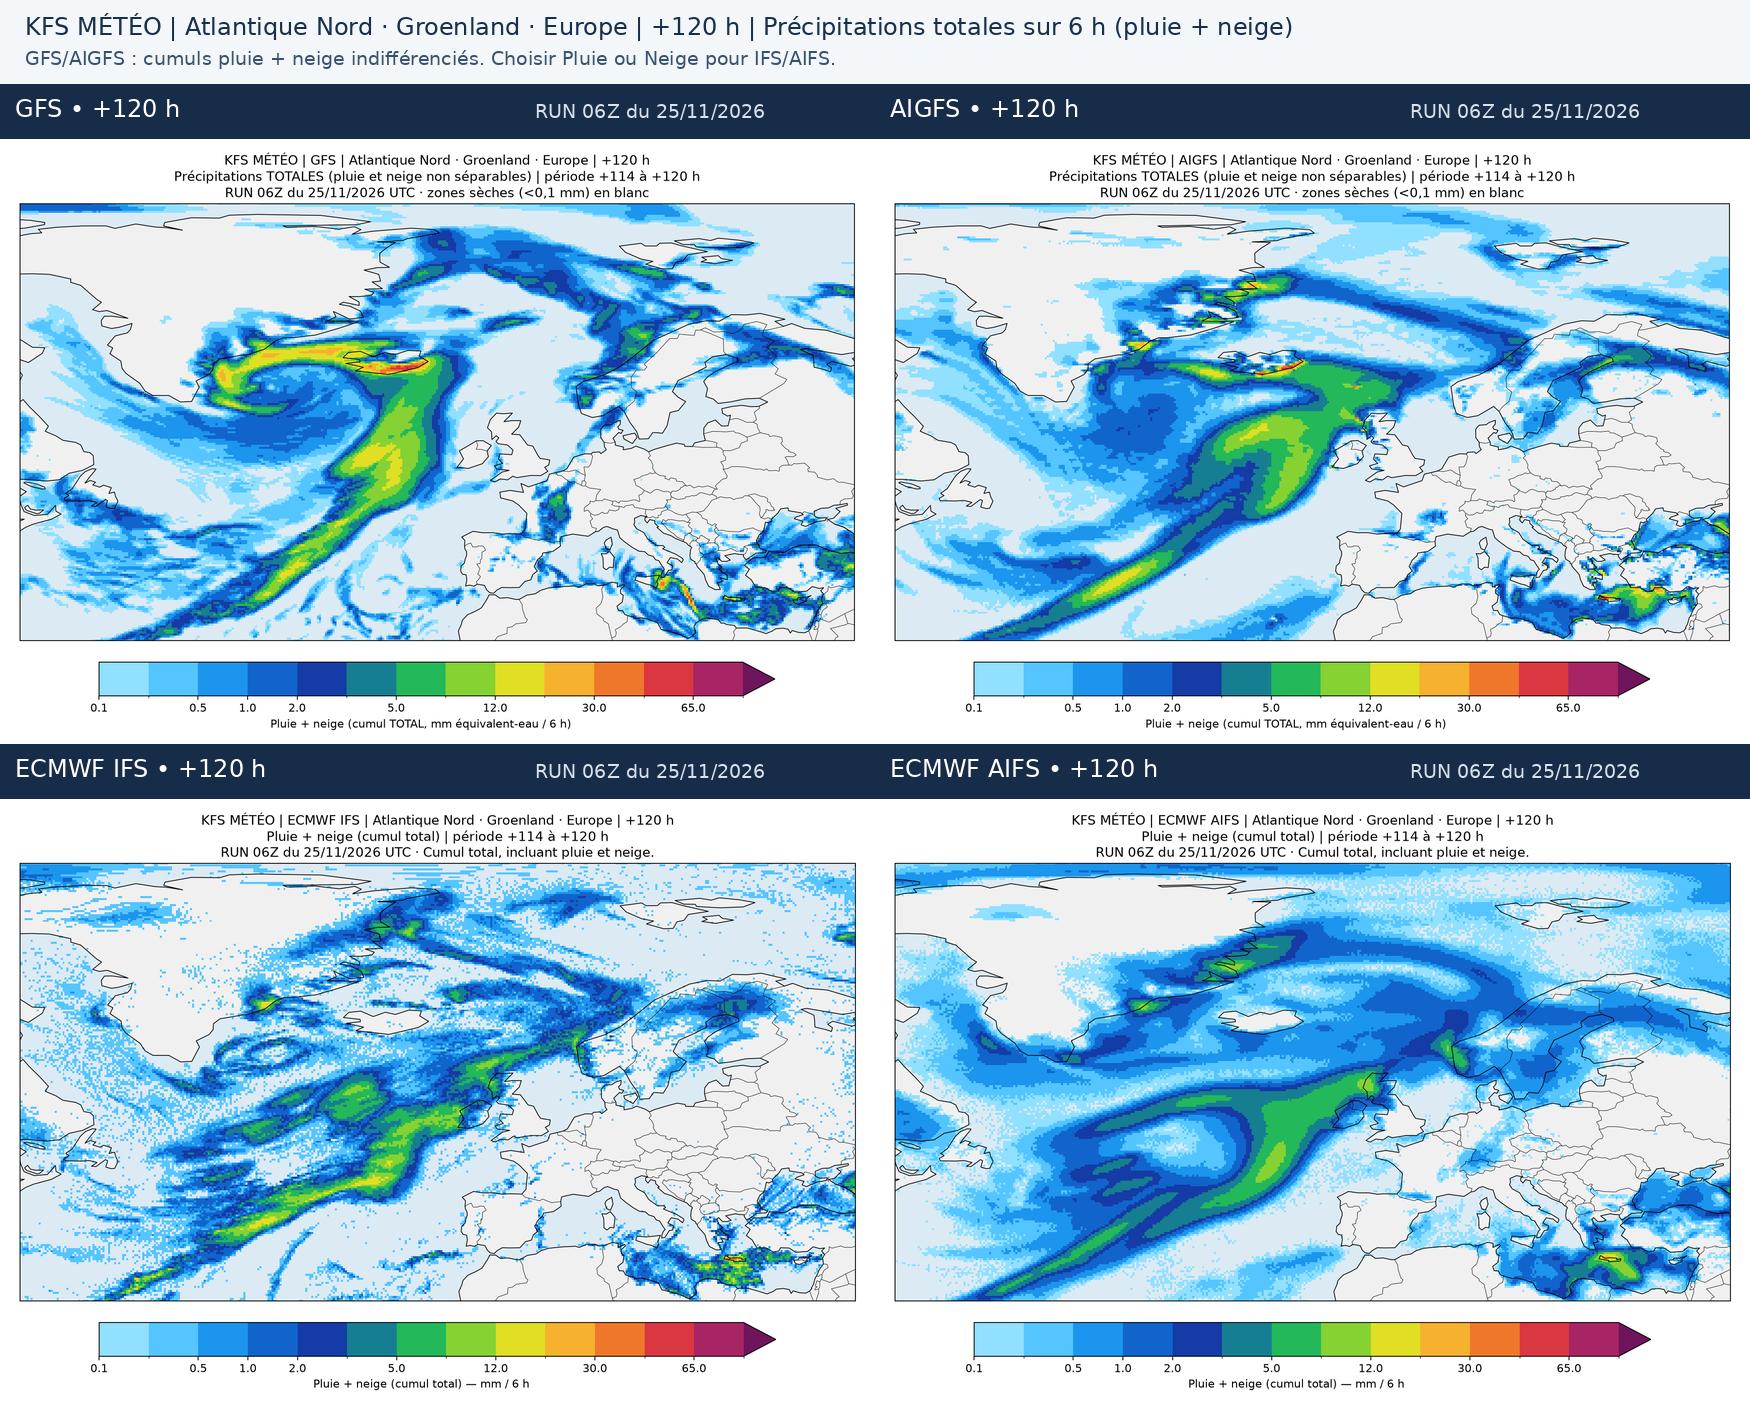 KFS MÉTÉO | Atlantique Nord · Groenland · Europe | +120 h | Précipitations totales sur 6 h (pluie + neige)
GFS/AIGFS : cumuls pluie + neige indifférenciés. Choisir Pluie ou Neige pour IFS/AIFS.
GFS • +120 h RUN 06Z du 25/11/2026
AIGFS • +120 h RUN 06Z du 25/11/2026
KFS MÉTÉO | GFS | Atlantique Nord · Groenland · Europe | +120 h
Précipitations TOTALES (pluie et neige non séparables) | période +114 à +120 h
RUN 06Z du 25/11/2026 UTC · zones sèches (<0,1 mm) en blanc
KFS MÉTÉO | AIGFS | Atlantique Nord · Groenland · Europe | +120 h
Précipitations TOTALES (pluie et neige non séparables) | période +114 à +120 h
RUN 06Z du 25/11/2026 UTC · zones sèches (<0,1 mm) en blanc
0.1 0.5 1.0 2.0 5.0 12.0 30.0 65.0
Pluie + neige (cumul TOTAL, mm équivalent-eau / 6 h)
0.1 0.5 1.0 2.0 5.0 12.0 30.0 65.0
Pluie + neige (cumul TOTAL, mm équivalent-eau / 6 h)
ECMWF IFS • +120 h RUN 06Z du 25/11/2026
ECMWF AIFS • +120 h RUN 06Z du 25/11/2026
KFS MÉTÉO | ECMWF IFS | Atlantique Nord · Groenland · Europe | +120 h
Pluie + neige (cumul total) | période +114 à +120 h
RUN 06Z du 25/11/2026 UTC · Cumul total, incluant pluie et neige.
KFS MÉTÉO | ECMWF AIFS | Atlantique Nord · Groenland · Europe | +120 h
Pluie + neige (cumul total) | période +114 à +120 h
RUN 06Z du 25/11/2026 UTC · Cumul total, incluant pluie et neige.
0.1 0.5 1.0 2.0 5.0 12.0 30.0 65.0
Pluie + neige (cumul total) — mm / 6 h
0.1 0.5 1.0 2.0 5.0 12.0 30.0 65.0
Pluie + neige (cumul total) — mm / 6 h